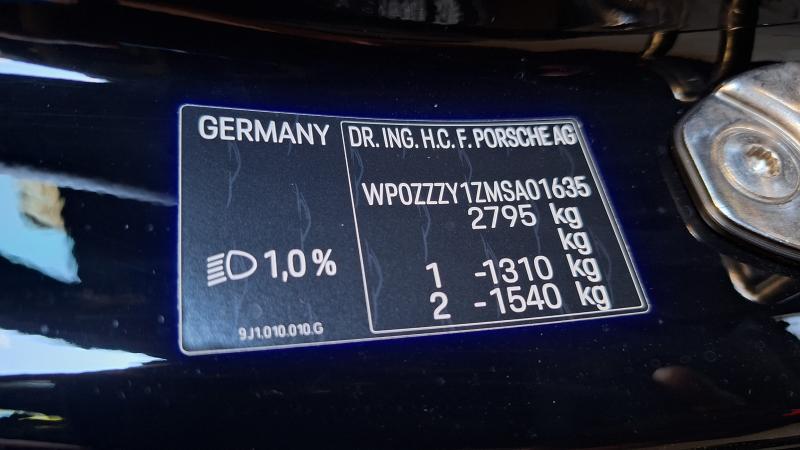 GERMANY
1,0%
9J1.010.010.G
DR. ING. H.C. F. PORSCHE AG
WP0ZZZY1ZMSA01635
2795 kg
kg
1 -1310 kg
2 -1540 kg